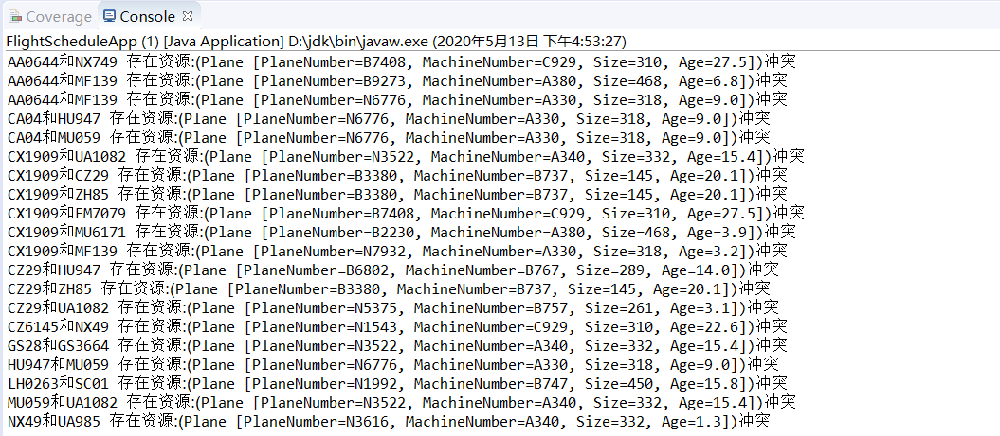 Coverage Console
FlightScheduleApp (1) [Java Application] D:\jdk\bin\javaw.exe (2020年5月13日 下午4:53:27)
AA0644和NX749 存在资源:(Plane [PlaneNumber=B7408, MachineNumber=C929, Size=310, Age=27.5])冲突
AA0644和MF139 存在资源:(Plane [PlaneNumber=B9273, MachineNumber=A380, Size=468, Age=6.8])冲突
AA0644和MF139 存在资源:(Plane [PlaneNumber=N6776, MachineNumber=A330, Size=318, Age=9.0])冲突
CA04和HU947 存在资源:(Plane [PlaneNumber=N6776, MachineNumber=A330, Size=318, Age=9.0])冲突
CA04和MU059 存在资源:(Plane [PlaneNumber=N6776, MachineNumber=A330, Size=318, Age=9.0])冲突
CX1909和UA1082 存在资源:(Plane [PlaneNumber=N3522, MachineNumber=A340, Size=332, Age=15.4])冲突
CX1909和CZ29 存在资源:(Plane [PlaneNumber=B3380, MachineNumber=B737, Size=145, Age=20.1])冲突
CX1909和ZH85 存在资源:(Plane [PlaneNumber=B3380, MachineNumber=B737, Size=145, Age=20.1])冲突
CX1909和FM7079 存在资源:(Plane [PlaneNumber=B7408, MachineNumber=C929, Size=310, Age=27.5])冲突
CX1909和MU6171 存在资源:(Plane [PlaneNumber=B2230, MachineNumber=A380, Size=468, Age=3.9])冲突
CX1909和MF139 存在资源:(Plane [PlaneNumber=N7932, MachineNumber=A330, Size=318, Age=3.2])冲突
CZ29和HU947 存在资源:(Plane [PlaneNumber=B6802, MachineNumber=B767, Size=289, Age=14.0])冲突
CZ29和ZH85 存在资源:(Plane [PlaneNumber=B3380, MachineNumber=B737, Size=145, Age=20.1])冲突
CZ29和UA1082 存在资源:(Plane [PlaneNumber=N5375, MachineNumber=B757, Size=261, Age=3.1])冲突
CZ6145和NX49 存在资源:(Plane [PlaneNumber=N1543, MachineNumber=C929, Size=310, Age=22.6])冲突
GS28和GS3664 存在资源:(Plane [PlaneNumber=N3522, MachineNumber=A340, Size=332, Age=15.4])冲突
HU947和MU059 存在资源:(Plane [PlaneNumber=N6776, MachineNumber=A330, Size=318, Age=9.0])冲突
LH0263和SC01 存在资源:(Plane [PlaneNumber=N1992, MachineNumber=B747, Size=450, Age=15.8])冲突
MU059和UA1082 存在资源:(Plane [PlaneNumber=N3522, MachineNumber=A340, Size=332, Age=15.4])冲突
NX49和UA985 存在资源:(Plane [PlaneNumber=N3616, MachineNumber=A340, Size=332, Age=1.3])冲突